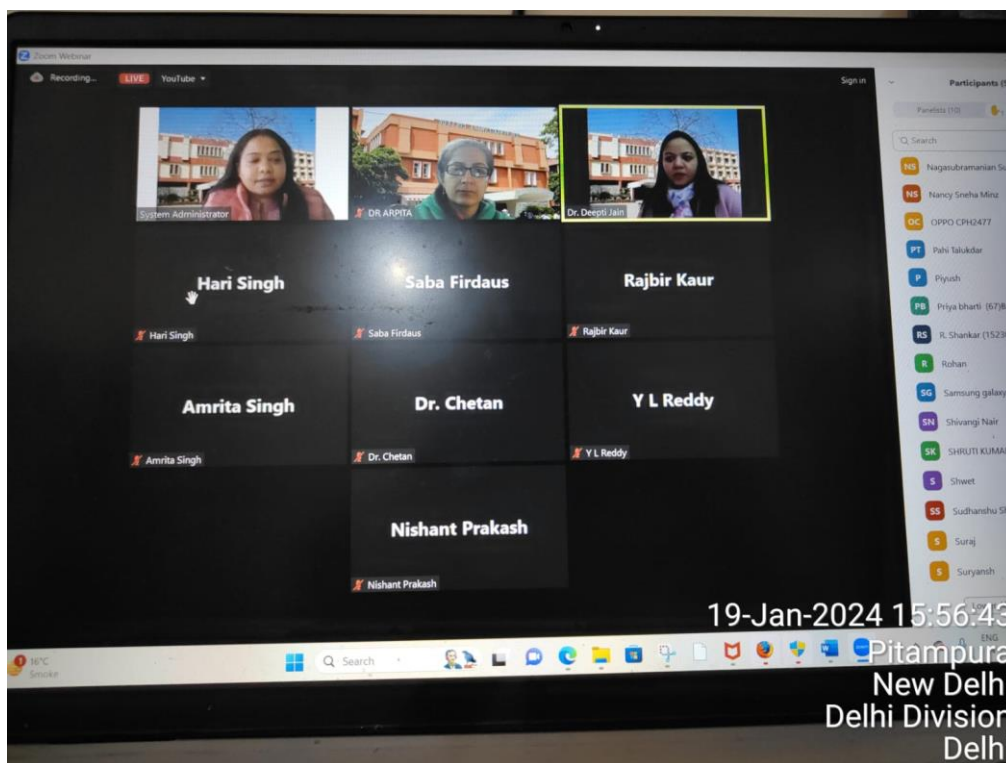 Zoom Webinar
Recording... LIVE YouTube Sign in
System Administrator
DR ARPITA
Dr. Deepti Jain
Hari Singh
Hari Singh
Saba Firdaus
Saba Firdaus
Rajbir Kaur
Rajbir Kaur
Amrita Singh
Amrita Singh
Dr. Chetan
Dr. Chetan
Y L Reddy
Y L Reddy
Nishant Prakash
Nishant Prakash
Participants
Panelists (10)
Search
NS Nagasubramanian
NS Nancy Sneha Minz
OC OPPO CPH2477
PT Pahi Talukdar
P Piyush
PB Priya bharti
RS R. Shankar
R Rohan
SG Samsung galaxy
SN Shivangi Nair
SK SHRUTI KUMA
S Shwet
SS Sudhanshu
S Suraj
S Suryansh
1 16°C
Smoke
Search
ENG
19-Jan-2024 15:56:43
Pitampura
New Delh
Delhi Division
Delh